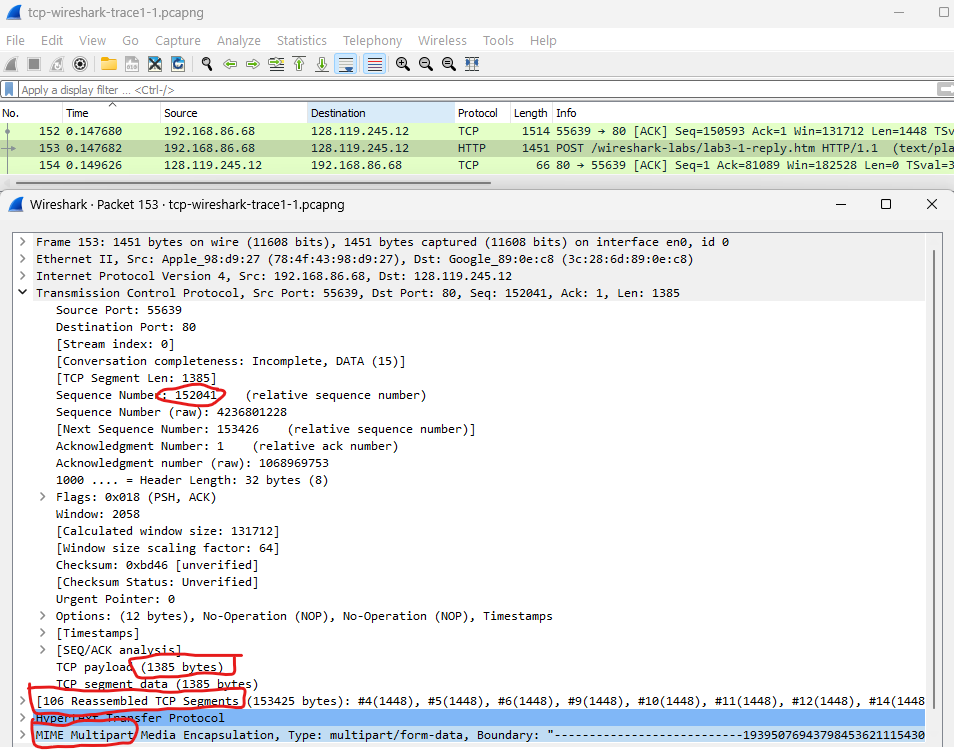 tcp-wireshark-trace1-1.pcapng
File Edit View Go Capture Analyze Statistics Telephony Wireless Tools Help
Apply a display filter ... <Ctrl-/>
No. Time Source Destination Protocol Length Info
152 0.147680 192.168.86.68 128.119.245.12 TCP 1514 55639 → 80 [ACK] Seq=150593 Ack=1 Win=131712 Len=1448 TSv
153 0.147682 192.168.86.68 128.119.245.12 HTTP 1451 POST /wireshark-labs/lab3-1-reply.htm HTTP/1.1 (text/pla
154 0.149626 128.119.245.12 192.168.86.68 TCP 66 80 → 55639 [ACK] Seq=1 Ack=81089 Win=182528 Len=0 TSval=3
Wireshark · Packet 153 · tcp-wireshark-trace1-1.pcapng
Frame 153: 1451 bytes on wire (11608 bits), 1451 bytes captured (11608 bits) on interface en0, id 0
Ethernet II, Src: Apple_98:d9:27 (78:4f:43:98:d9:27), Dst: Google_89:0e:c8 (3c:28:6d:89:0e:c8)
Internet Protocol Version 4, Src: 192.168.86.68, Dst: 128.119.245.12
Transmission Control Protocol, Src Port: 55639, Dst Port: 80, Seq: 152041, Ack: 1, Len: 1385
Source Port: 55639
Destination Port: 80
[Stream index: 0]
[Conversation completeness: Incomplete, DATA (15)]
[TCP Segment Len: 1385]
Sequence Number: 152041 (relative sequence number)
Sequence Number (raw): 4236801228
[Next Sequence Number: 153426 (relative sequence number)]
Acknowledgment Number: 1 (relative ack number)
Acknowledgment number (raw): 1068969753
1000 .... = Header Length: 32 bytes (8)
Flags: 0x018 (PSH, ACK)
Window: 2058
[Calculated window size: 131712]
[Window size scaling factor: 64]
Checksum: 0xbd46 [unverified]
[Checksum Status: Unverified]
Urgent Pointer: 0
Options: (12 bytes), No-Operation (NOP), No-Operation (NOP), Timestamps
[Timestamps]
[SEQ/ACK analysis]
TCP payload (1385 bytes)
TCP segment data (1385 bytes)
[106 Reassembled TCP Segments (153425 bytes): #4(1448), #5(1448), #6(1448), #9(1448), #10(1448), #11(1448), #12(1448), #14(1448
Hypertext Transfer Protocol
MIME Multipart Media Encapsulation, Type: multipart/form-data, Boundary: "---------------------------19395076943798453621115430